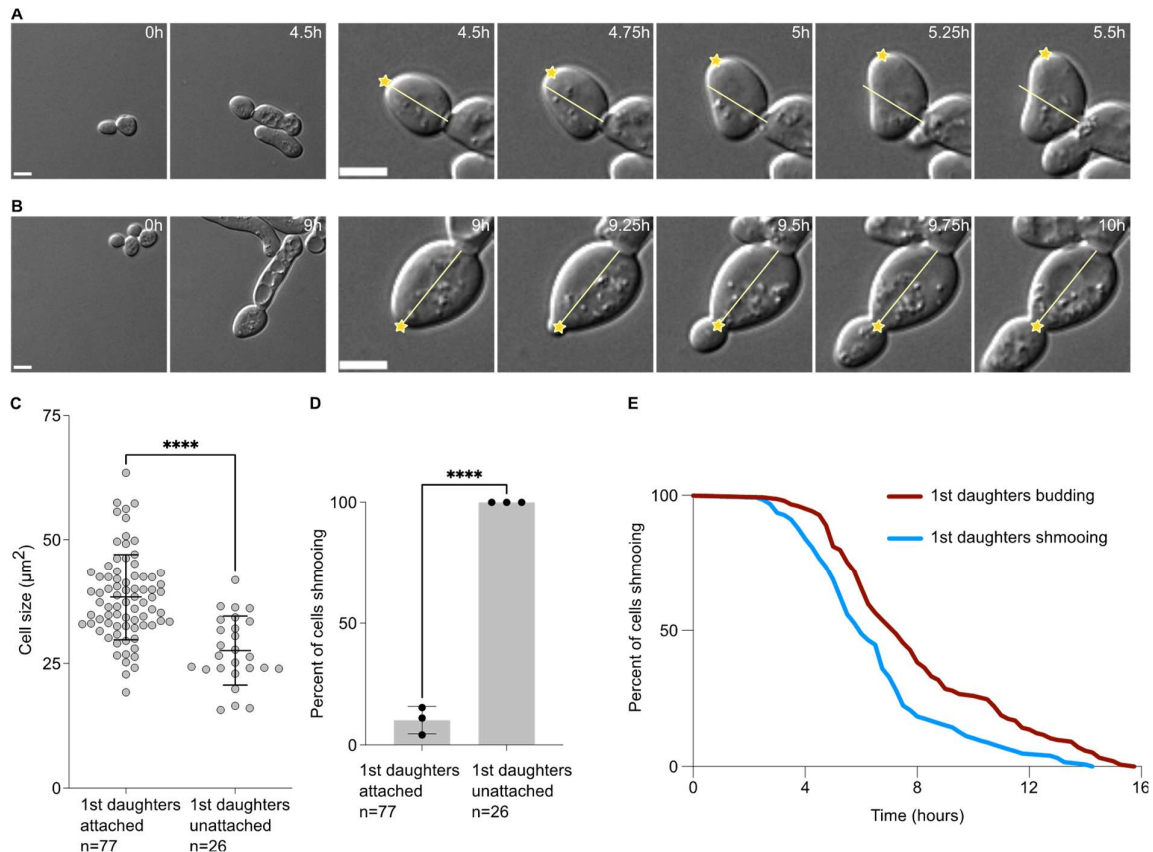 A
0h
4.5h
4.5h
4.75h
5h
5.25h
5.5h
B
0h
9h
9h
9.25h
9.5h
9.75h
10h
C
D
E
75
50
25
0
Cell size (µm²)
****
1st daughters
attached
n=77
1st daughters
unattached
n=26
100
50
0
Percent of cells shmooing
****
1st daughters
attached
n=77
1st daughters
unattached
n=26
100
50
0
Percent of cells shmooing
1st daughters budding
1st daughters shmooing
0
4
8
12
16
Time (hours)